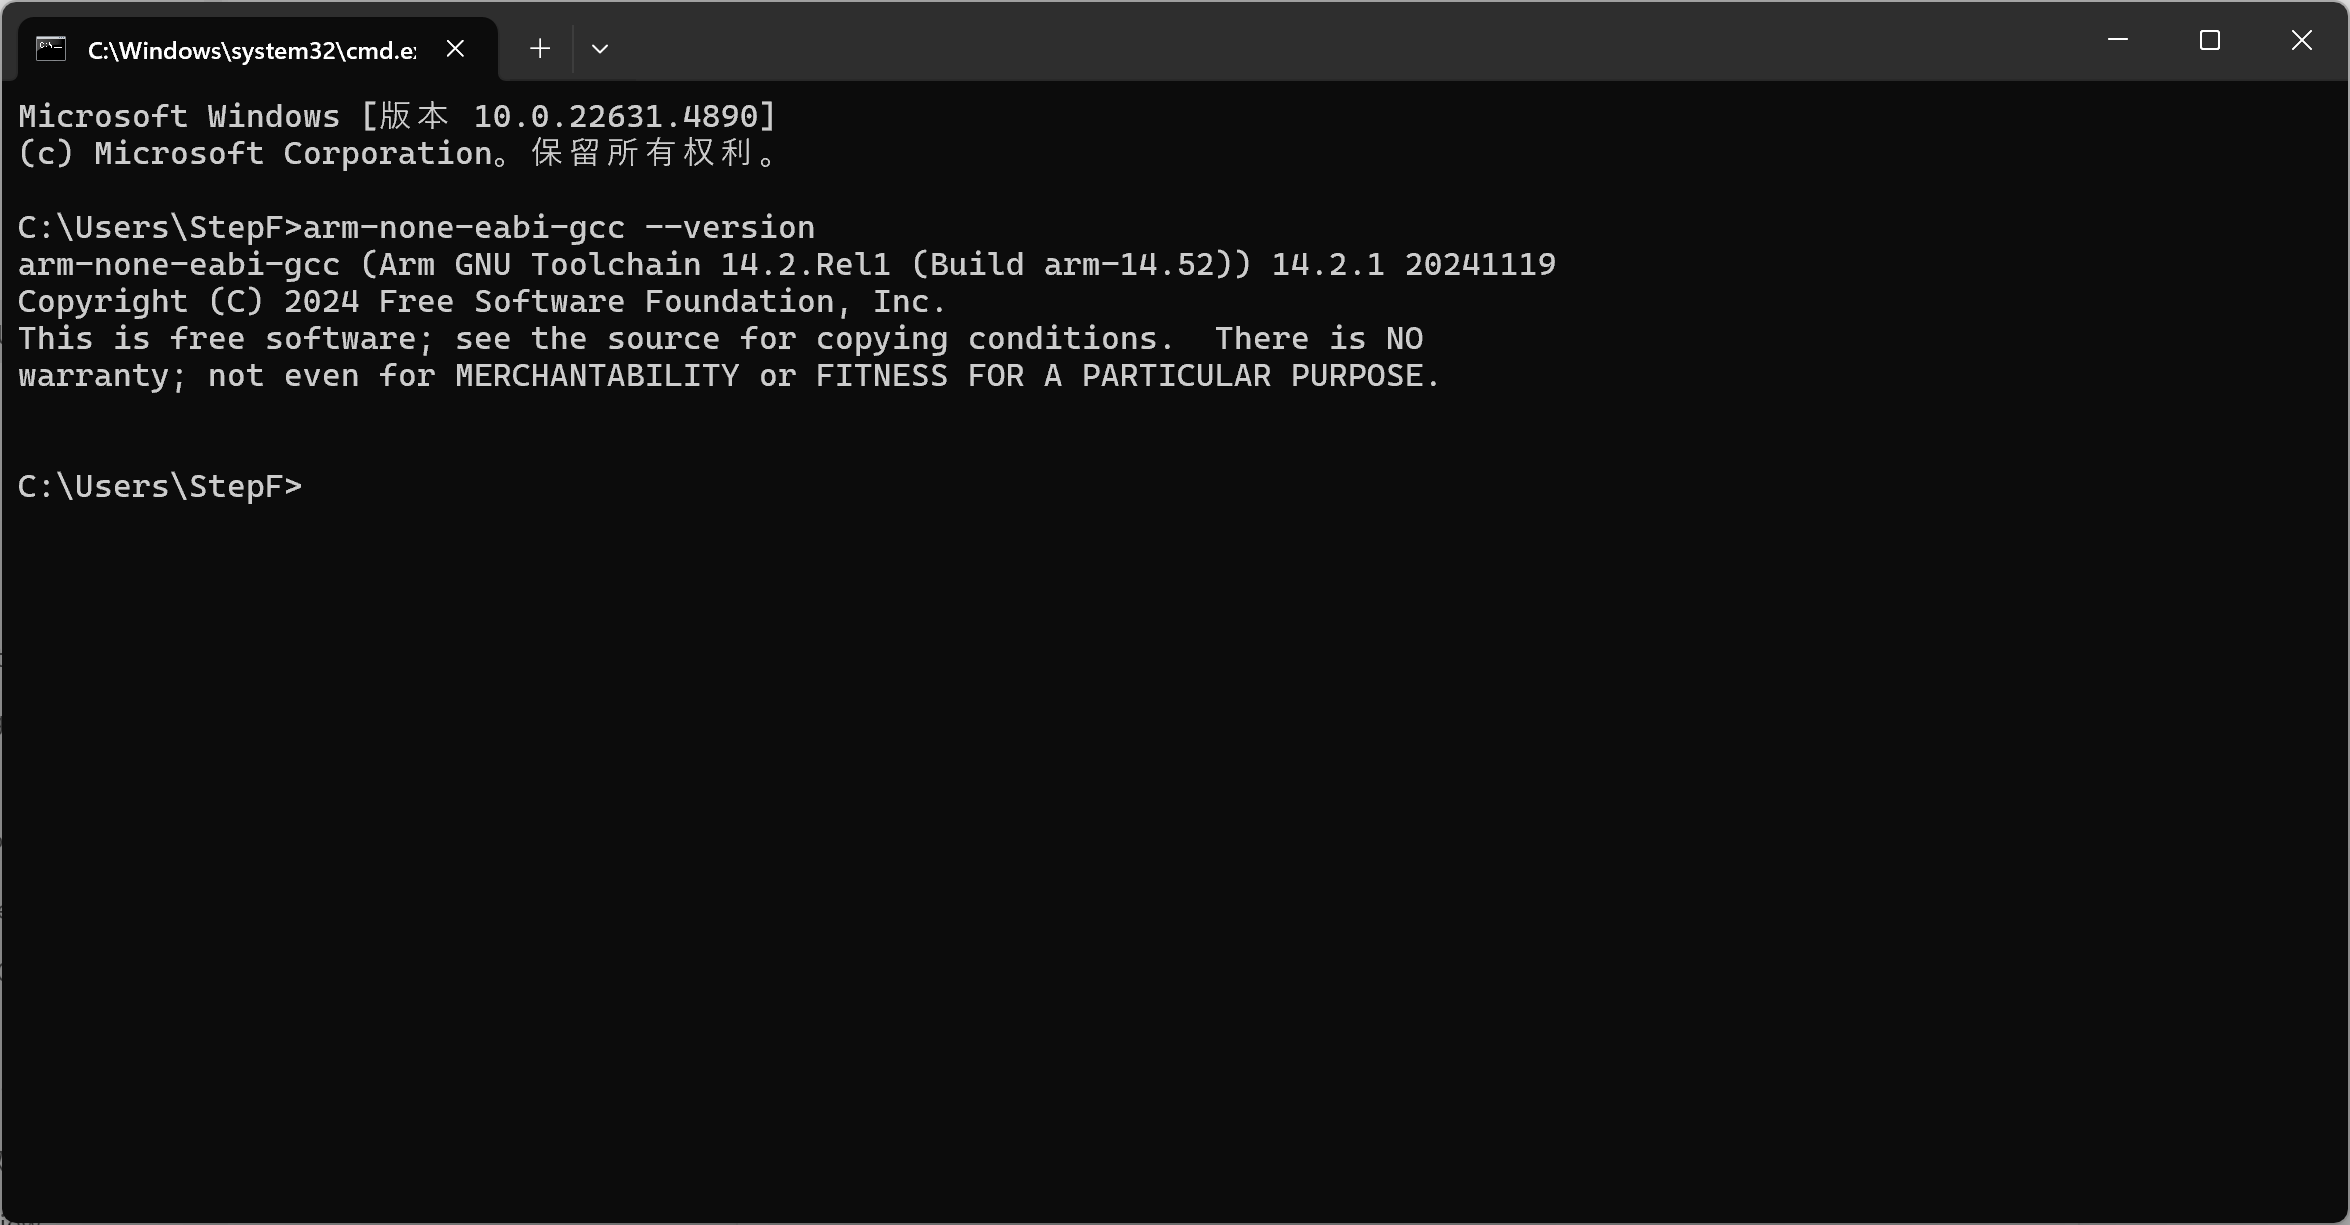 C:\Windows\system32\cmd.e
Microsoft Windows [版本 10.0.22631.4890]
(c) Microsoft Corporation。保留所有权利。
C:\Users\StepF>arm-none-eabi-gcc --version
arm-none-eabi-gcc (Arm GNU Toolchain 14.2.Rel1 (Build arm-14.52)) 14.2.1 20241119
Copyright (C) 2024 Free Software Foundation, Inc.
This is free software; see the source for copying conditions.  There is NO
warranty; not even for MERCHANTABILITY or FITNESS FOR A PARTICULAR PURPOSE.
C:\Users\StepF>